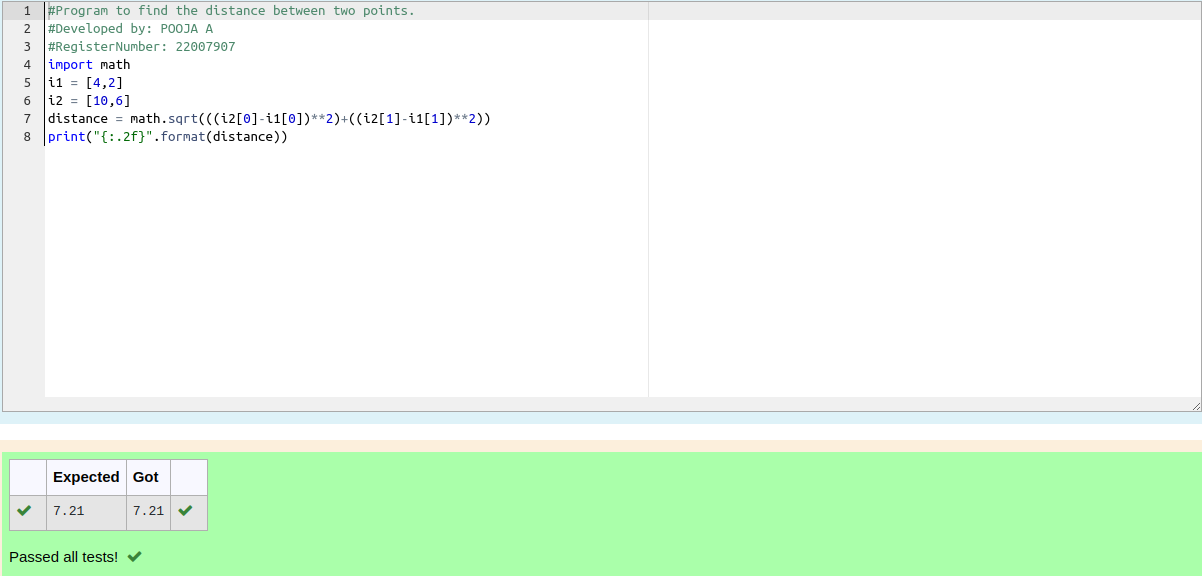 1 #Program to find the distance between two points.
2 #Developed by: POOJA A
3 #RegisterNumber: 22007907
4 import math
5 i1 = [4,2]
6 i2 = [10,6]
7 distance = math.sqrt(((i2[0]-i1[0])**2)+((i2[1]-i1[1])**2))
8 print("{:.2f}".format(distance))
Expected Got
7.21 7.21
Passed all tests!